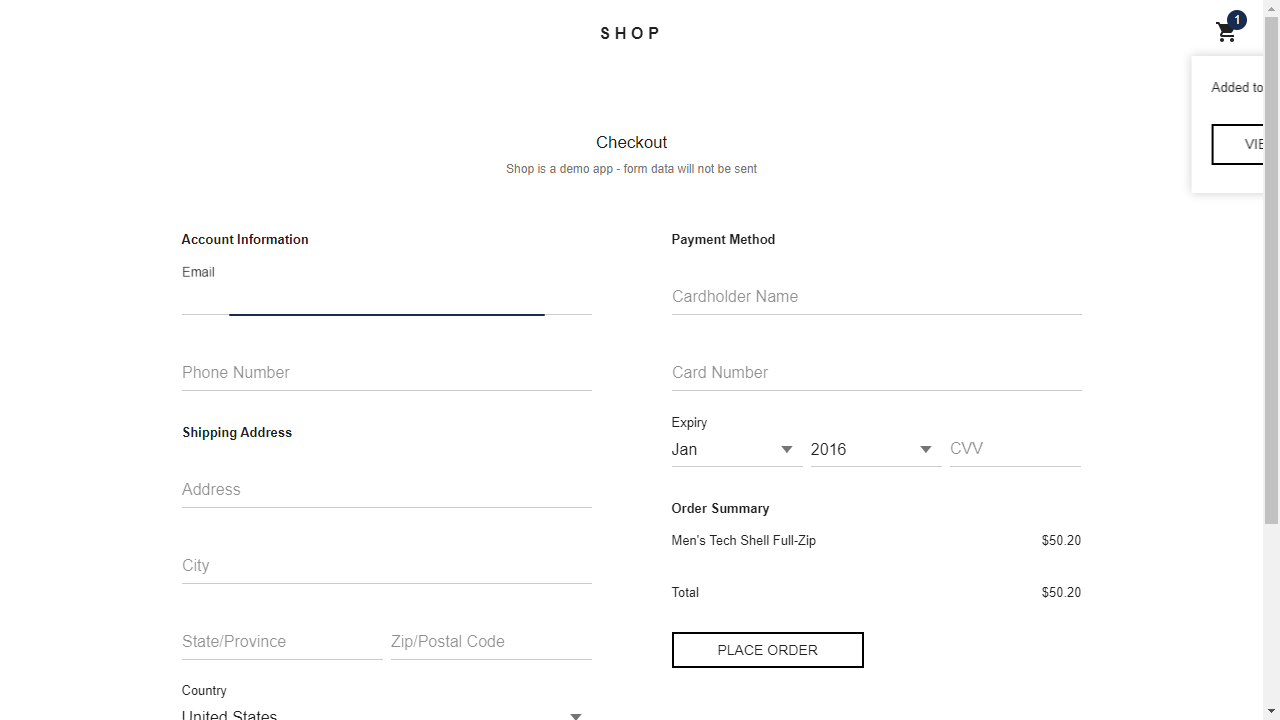 SHOP
1
Added to
VIE
Checkout
Shop is a demo app - form data will not be sent
Account Information
Email
Phone Number
Shipping Address
Address
City
State/Province Zip/Postal Code
Country
United States
Payment Method
Cardholder Name
Card Number
Expiry
Jan 2016 CVV
Order Summary
Men's Tech Shell Full-Zip $50.20
Total $50.20
PLACE ORDER